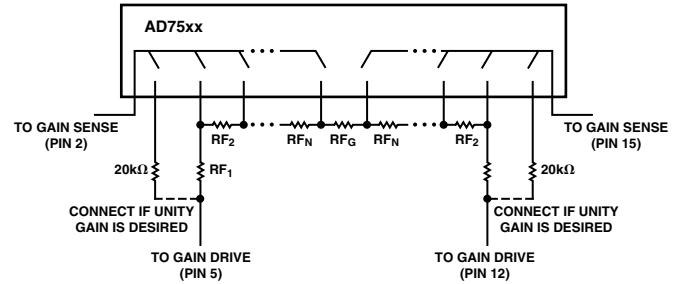 AD75xx
TO GAIN SENSE
(PIN 2)
RF2
RFN
RFG
RFN
RF2
TO GAIN SENSE
(PIN 15)
20kΩ
RF1
20kΩ
CONNECT IF UNITY
GAIN IS DESIRED
CONNECT IF UNITY
GAIN IS DESIRED
TO GAIN DRIVE
(PIN 5)
TO GAIN DRIVE
(PIN 12)